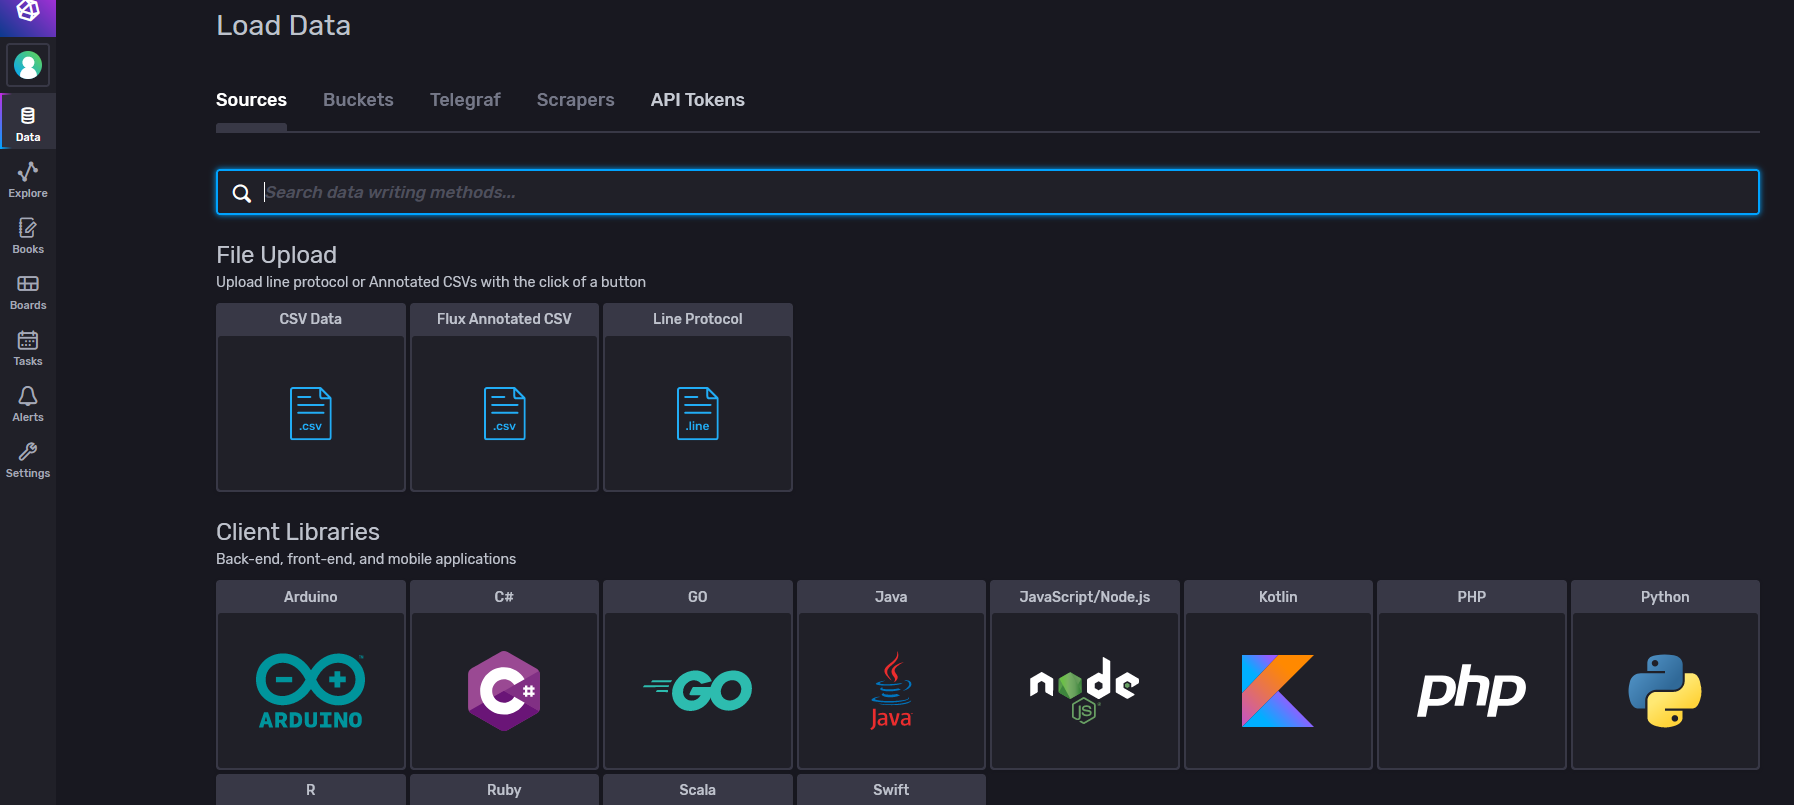 Load Data
Data
Explore
Books
Boards
Tasks
Alerts
Settings
Sources Buckets Telegraf Scrapers API Tokens
Search data writing methods...
File Upload
Upload line protocol or Annotated CSVs with the click of a button
CSV Data Flux Annotated CSV Line Protocol
.csv .csv .line
Client Libraries
Back-end, front-end, and mobile applications
Arduino C# GO Java JavaScript/Node.js Kotlin PHP Python
ARDUINO C# GO Java node JS php
R Ruby Scala Swift